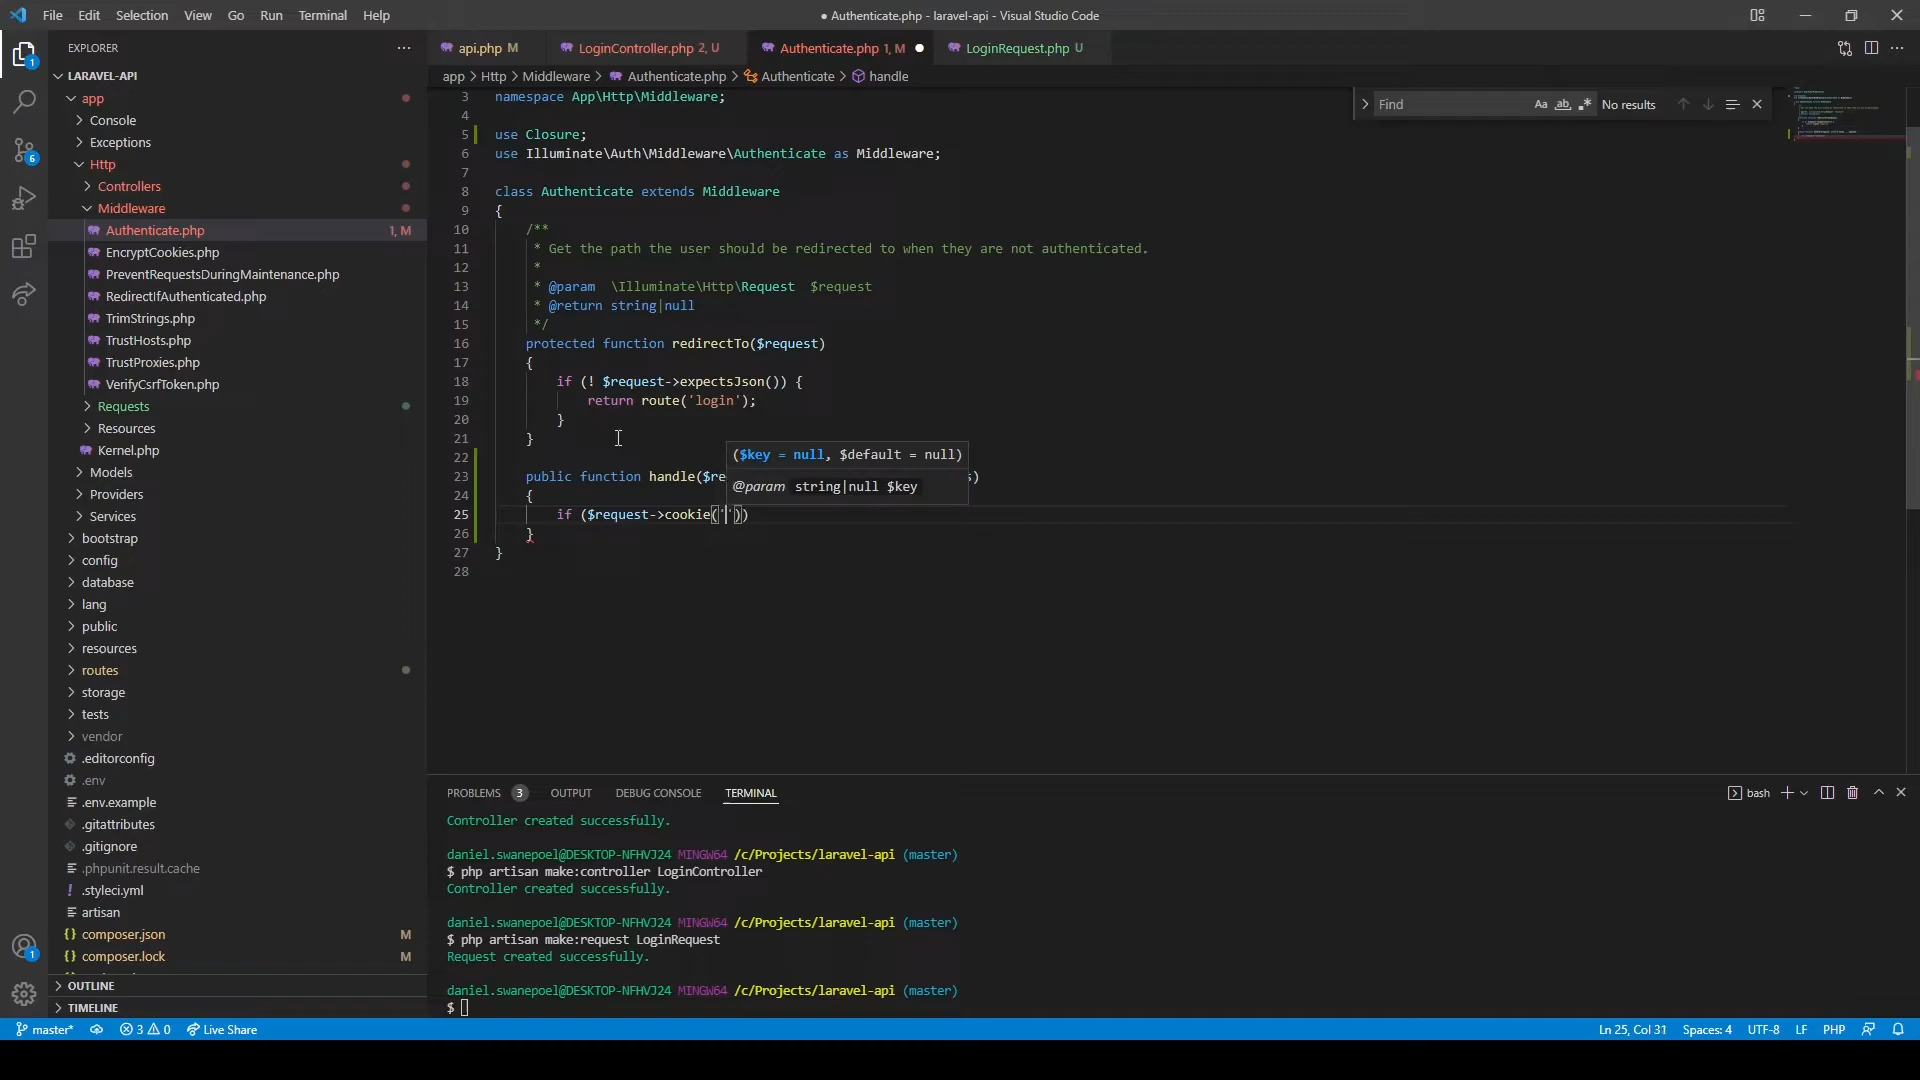 File Edit Selection View Go Run Terminal Help
● Authenticate.php - laravel-api - Visual Studio Code
EXPLORER
LARAVEL-API
app
Console
Exceptions
Http
Controllers
Middleware
Authenticate.php 1, M
EncryptCookies.php
PreventRequestsDuringMaintenance.php
RedirectIfAuthenticated.php
TrimStrings.php
TrustHosts.php
TrustProxies.php
VerifyCsrfToken.php
Requests
Resources
Kernel.php
Models
Providers
Services
bootstrap
config
database
lang
public
resources
routes
storage
tests
vendor
.editorconfig
.env
.env.example
.gitattributes
.gitignore
.phpunit.result.cache
.styleci.yml
artisan
composer.json M
composer.lock M
OUTLINE
TIMELINE
1
6
1
api.php M LoginController.php 2, U Authenticate.php 1, M ● LoginRequest.php U
app > Http > Middleware > Authenticate.php > Authenticate > handle
Find Aa ab .* No results
3 namespace App\Http\Middleware;
4
5 use Closure;
6 use Illuminate\Auth\Middleware\Authenticate as Middleware;
7
8 class Authenticate extends Middleware
9 {
10 /**
11 * Get the path the user should be redirected to when they are not authenticated.
12 *
13 * @param  \Illuminate\Http\Request  $request
14 * @return string|null
15 */
16 protected function redirectTo($request)
17 {
18 if (! $request->expectsJson()) {
19 return route('login');
20 }
21 }
22
($key = null, $default = null)
23 public function handle($re )
@param string|null $key
24 {
25 if ($request->cookie(''))
26 }
27 }
28
PROBLEMS 3 OUTPUT DEBUG CONSOLE TERMINAL
bash
Controller created successfully.
daniel.swanepoel@DESKTOP-NFHVJ24 MINGW64 /c/Projects/laravel-api (master)
$ php artisan make:controller LoginController
Controller created successfully.
daniel.swanepoel@DESKTOP-NFHVJ24 MINGW64 /c/Projects/laravel-api (master)
$ php artisan make:request LoginRequest
Request created successfully.
daniel.swanepoel@DESKTOP-NFHVJ24 MINGW64 /c/Projects/laravel-api (master)
$
master* 3 0 Live Share
Ln 25, Col 31 Spaces: 4 UTF-8 LF PHP